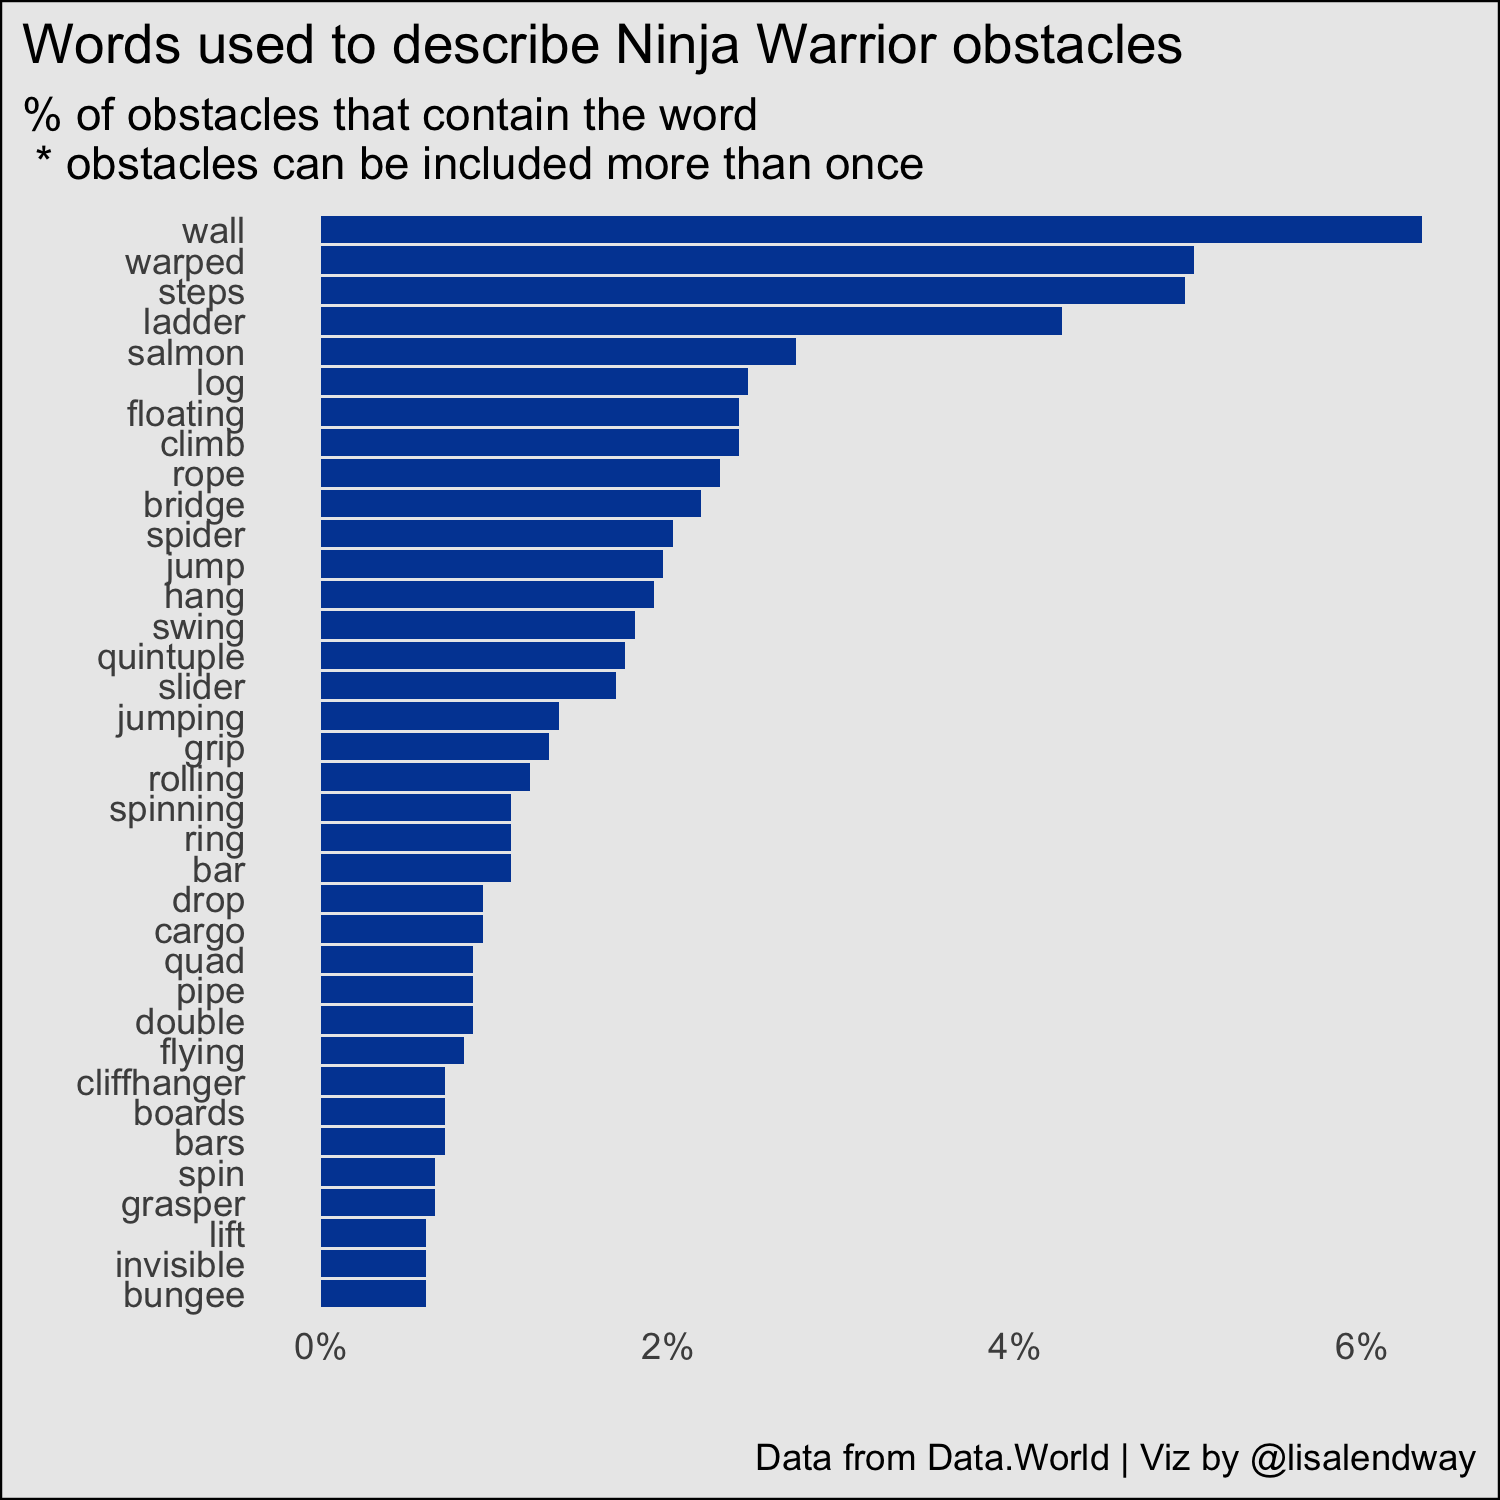 Words used to describe Ninja Warrior obstacles
% of obstacles that contain the word
* obstacles can be included more than once
wall
warped
steps
ladder
salmon
log
floating
climb
rope
bridge
spider
jump
hang
swing
quintuple
slider
jumping
grip
rolling
spinning
ring
bar
drop
cargo
quad
pipe
double
flying
cliffhanger
boards
bars
spin
grasper
lift
invisible
bungee
0% 2% 4% 6%
Data from Data.World | Viz by @lisalendway